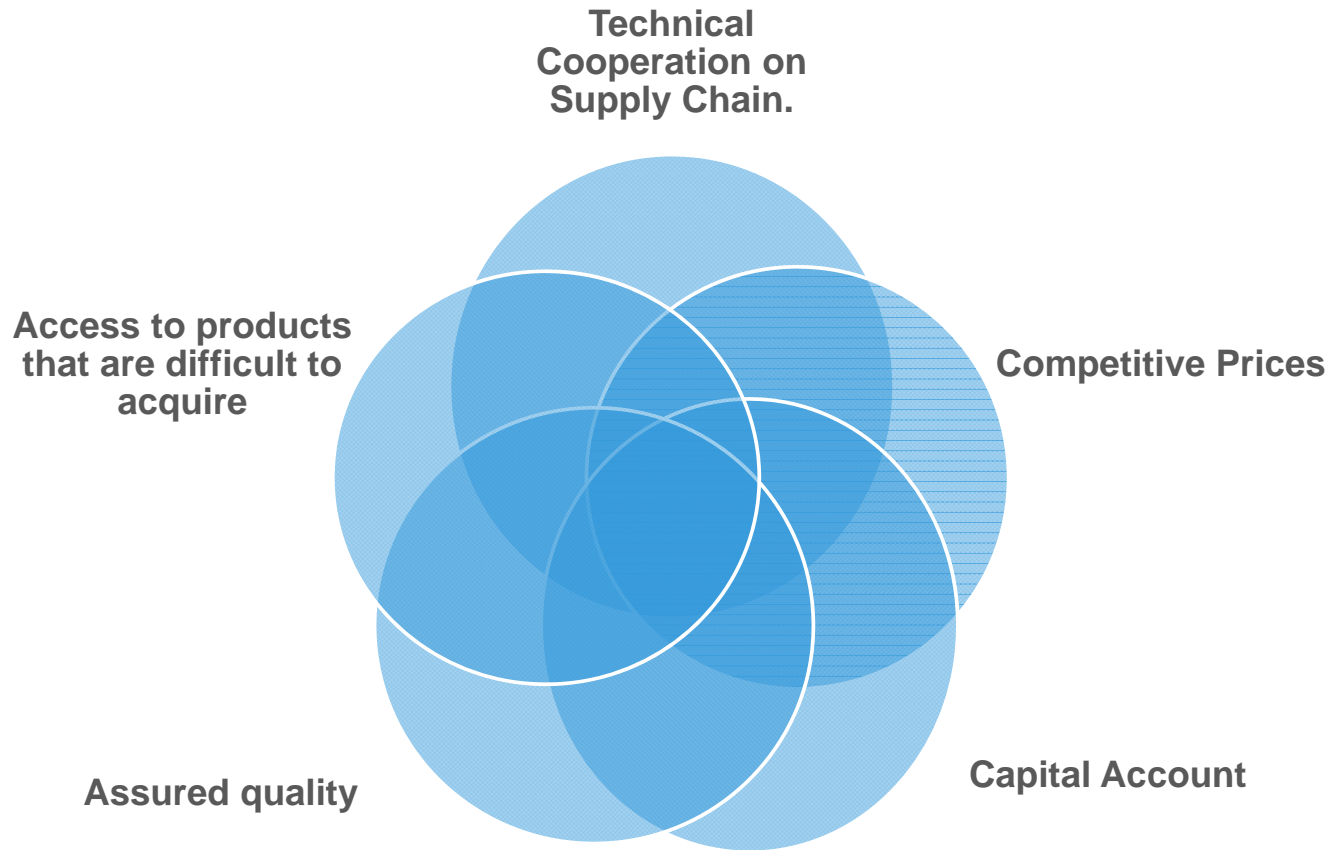 Technical
Cooperation on
Supply Chain.
Access to products
that are difficult to
acquire
Competitive Prices
Assured quality
Capital Account